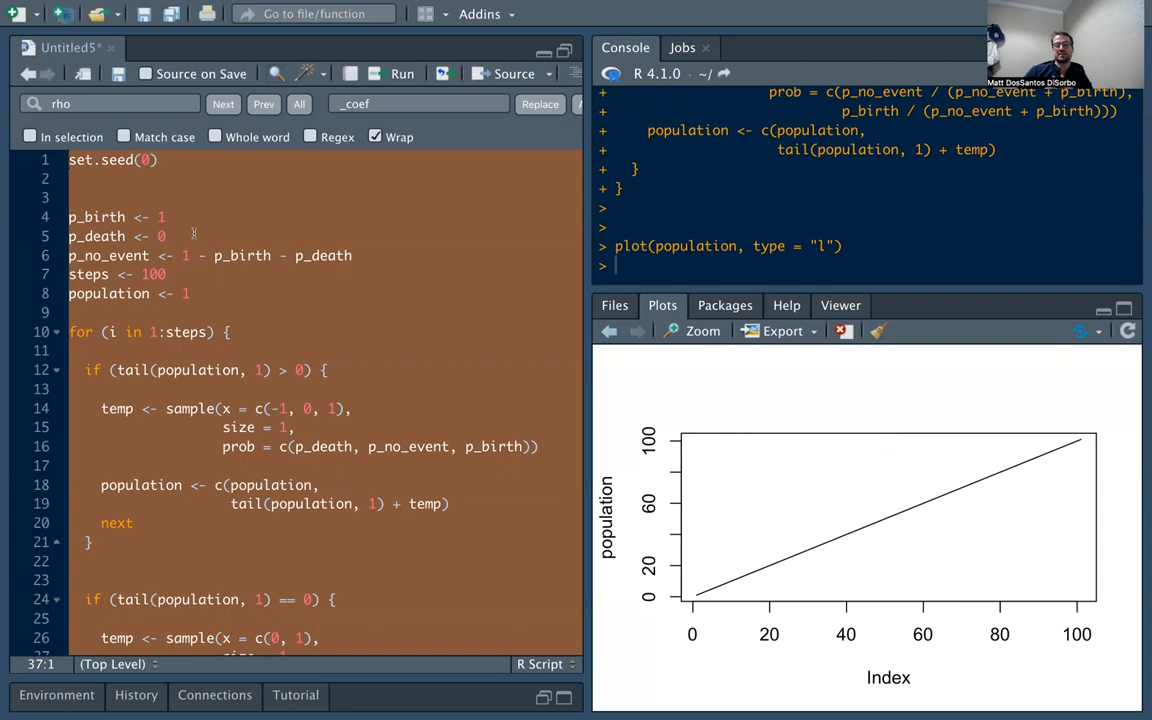 Go to file/function
Addins
Untitled5*
Source on Save
Run
Source
rho
Next
Prev
All
_coef
Replace
In selection
Match case
Whole word
Regex
Wrap
1 set.seed(0)
2
3
4 p_birth <- 1
5 p_death <- 0
6 p_no_event <- 1 - p_birth - p_death
7 steps <- 100
8 population <- 1
9
10 for (i in 1:steps) {
11
12 if (tail(population, 1) > 0) {
13
14 temp <- sample(x = c(-1, 0, 1),
15 size = 1,
16 prob = c(p_death, p_no_event, p_birth))
17
18 population <- c(population,
19 tail(population, 1) + temp)
20 next
21 }
22
23
24 if (tail(population, 1) == 0) {
25
26 temp <- sample(x = c(0, 1),
37:1
(Top Level)
R Script
Environment
History
Connections
Tutorial
Console
Jobs
Matt DosSantos DiSorbo
R 4.1.0 · ~/
+ prob = c(p_no_event / (p_no_event + p_birth),
+ p_birth / (p_no_event + p_birth)))
+ population <- c(population,
+ tail(population, 1) + temp)
+ }
+ }
>
>
> plot(population, type = "l")
>
Files
Plots
Packages
Help
Viewer
Zoom
Export
population
0 20 60 100
0 20 40 60 80 100
Index